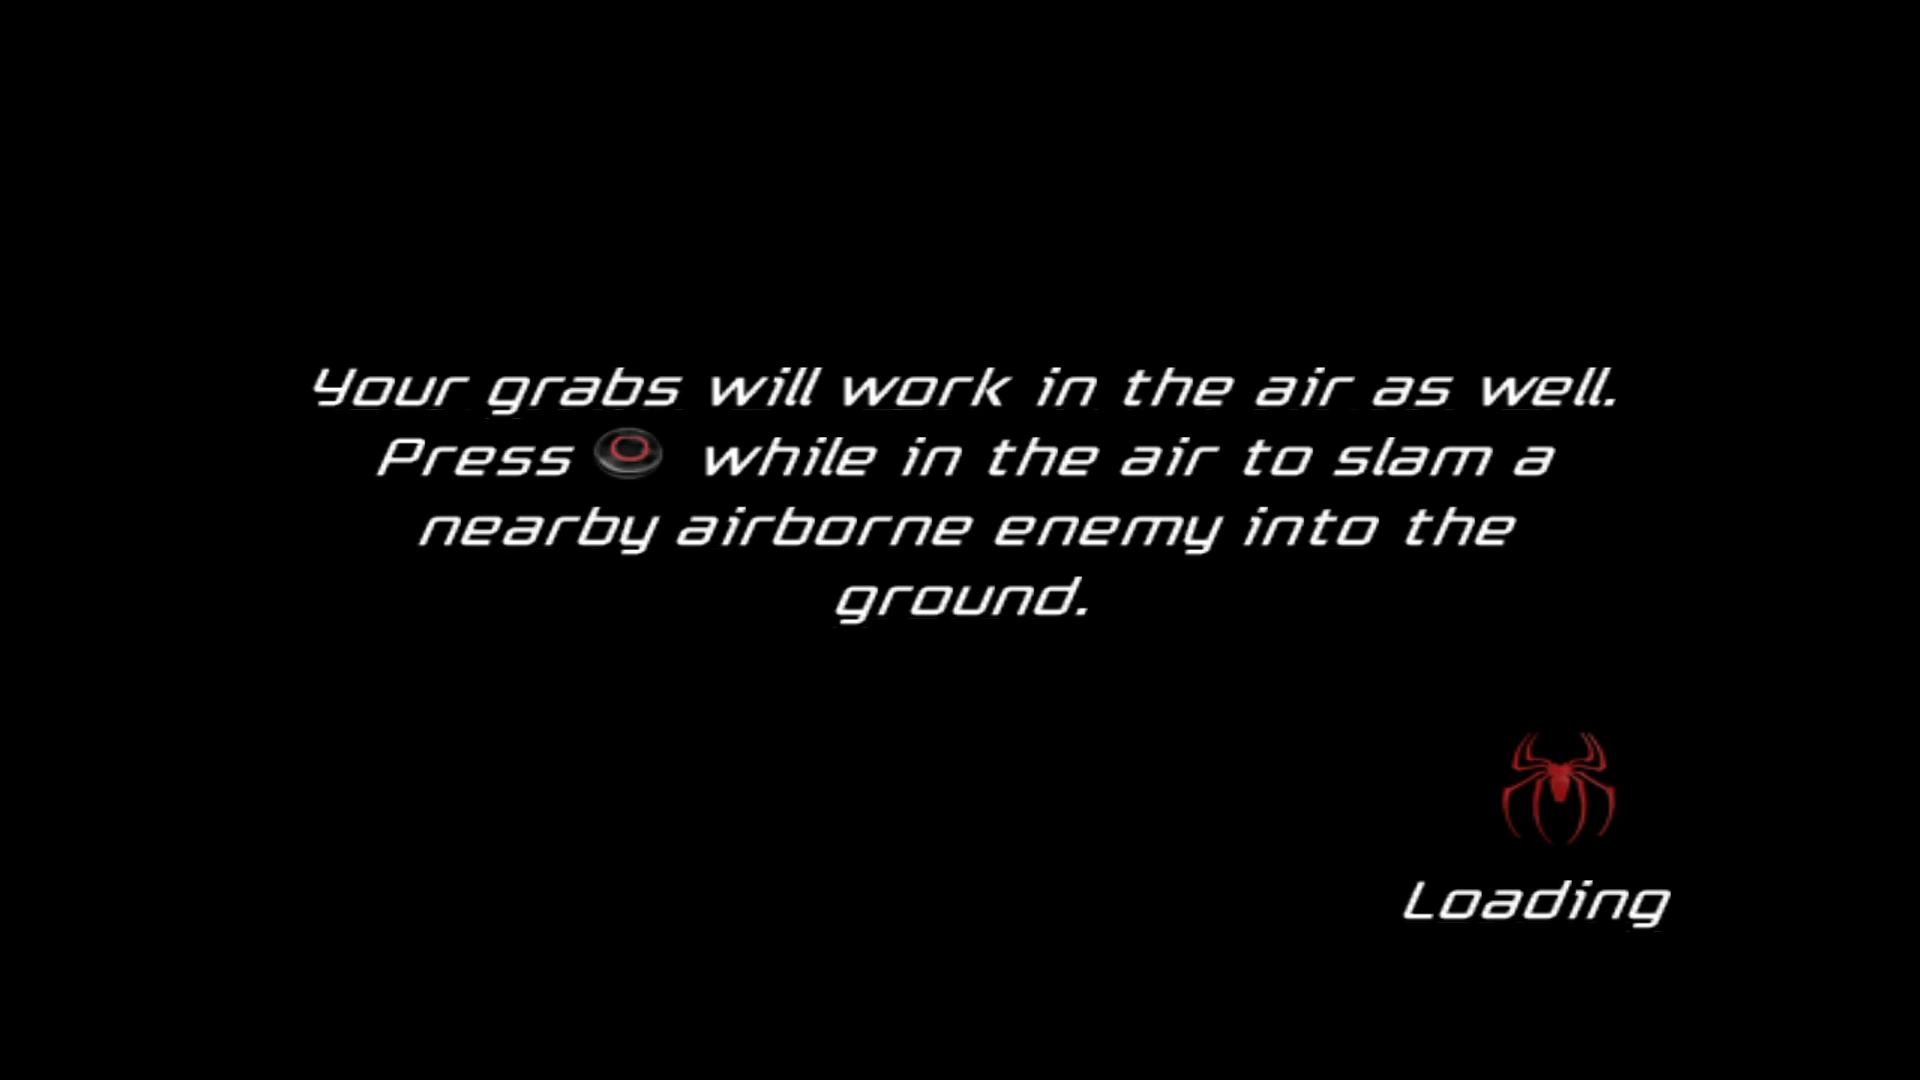 Your grabs will work in the air as well.
Press while in the air to slam a
nearby airborne enemy into the
ground.
Loading